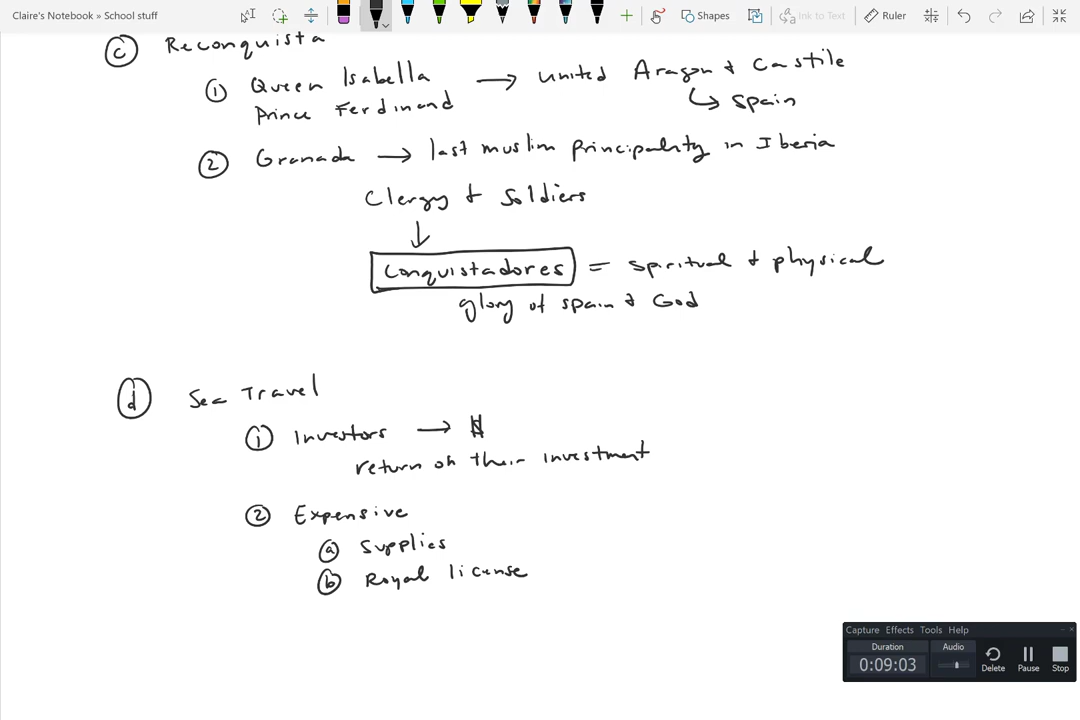 Claire's Notebook » School stuff
Shapes
Ink to Text
Ruler
c Reconquista
1 Queen Isabella → united Aragon + Castile
Prince Ferdinand ↳ Spain
2 Granada → last muslim principality in Iberia
Clergy + Soldiers
↓
Conquistadores = spiritual + physical
glory of Spain + God
d Sea Travel
1 Investors →
return on their investment
2 Expensive
a Supplies
b Royal license
Capture Effects Tools Help
Duration Audio
0:09:03 Delete Pause Stop